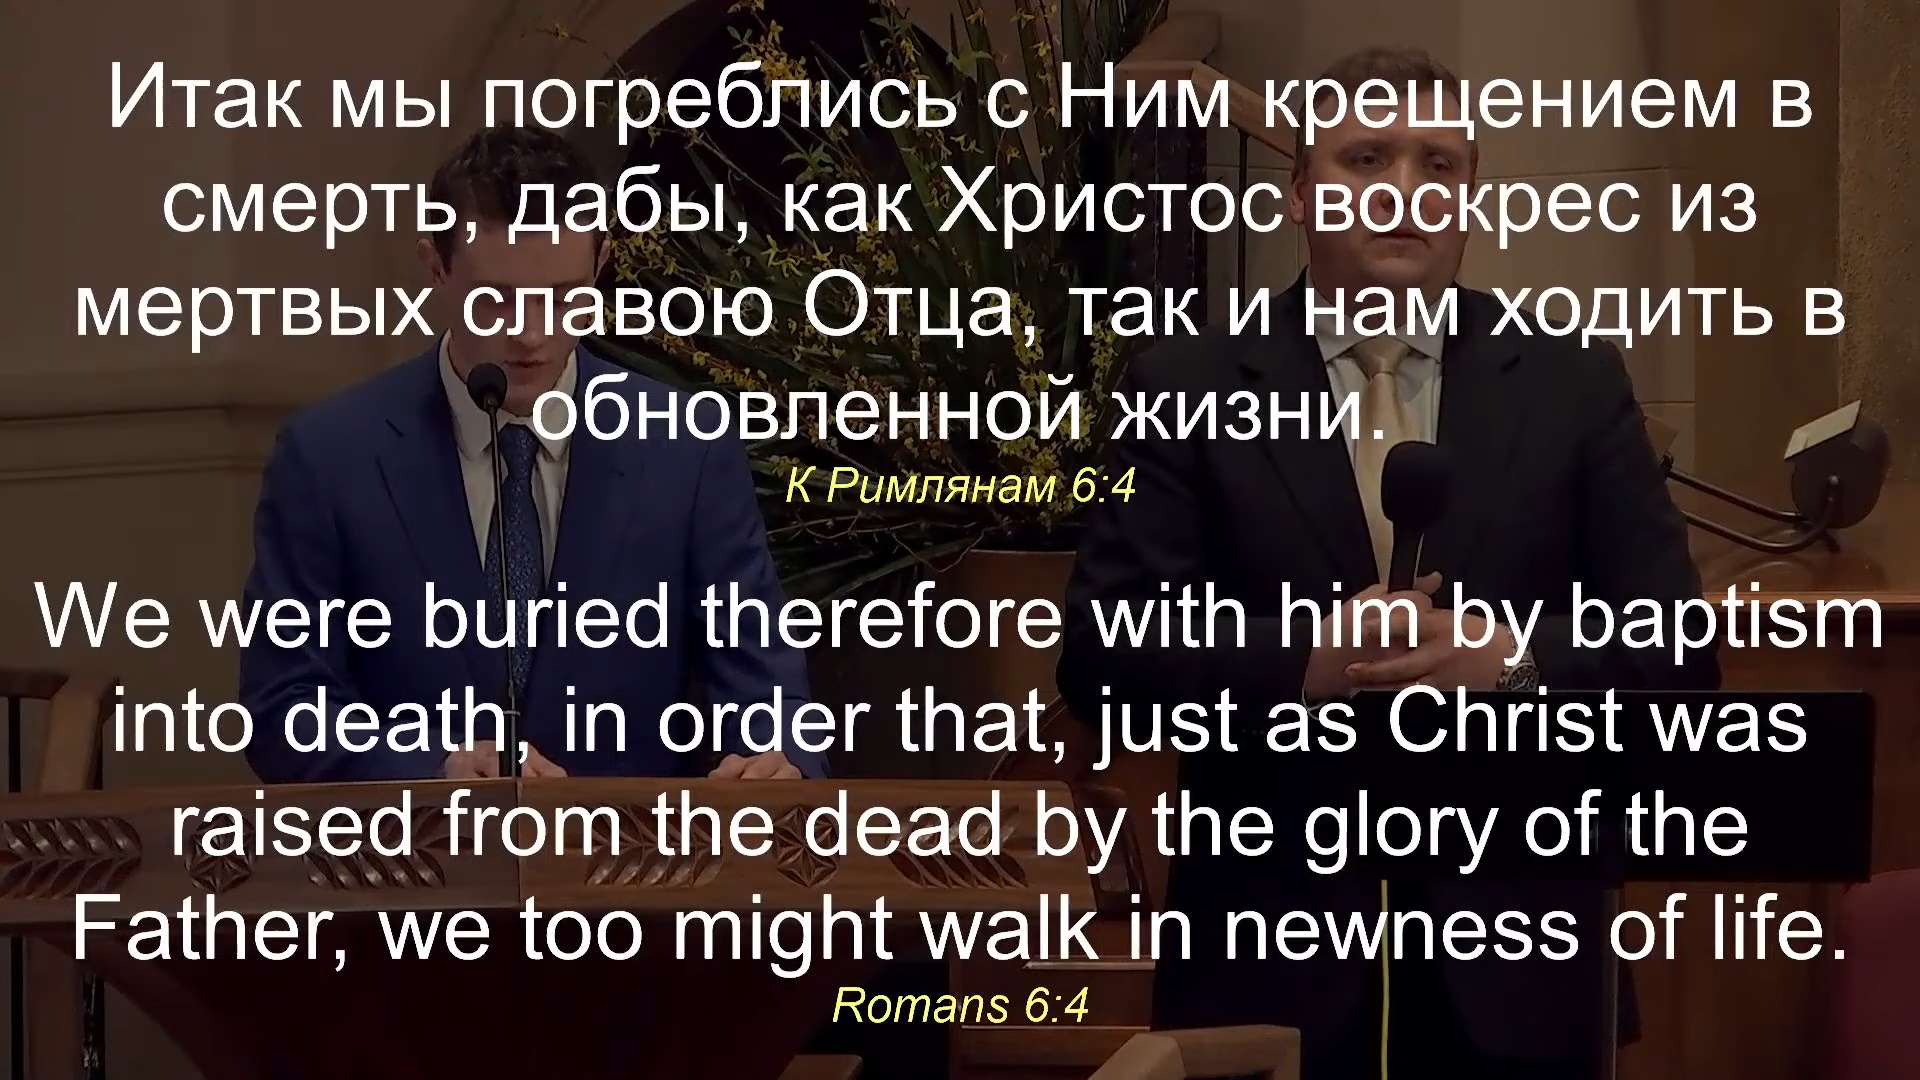 Итак мы погреблись с Ним крещением в
смерть, дабы, как Христос воскрес из
мертвых славою Отца, так и нам ходить в
обновленной жизни.
К Римлянам 6:4
We were buried therefore with him by baptism
into death, in order that, just as Christ was
raised from the dead by the glory of the
Father, we too might walk in newness of life.
Romans 6:4